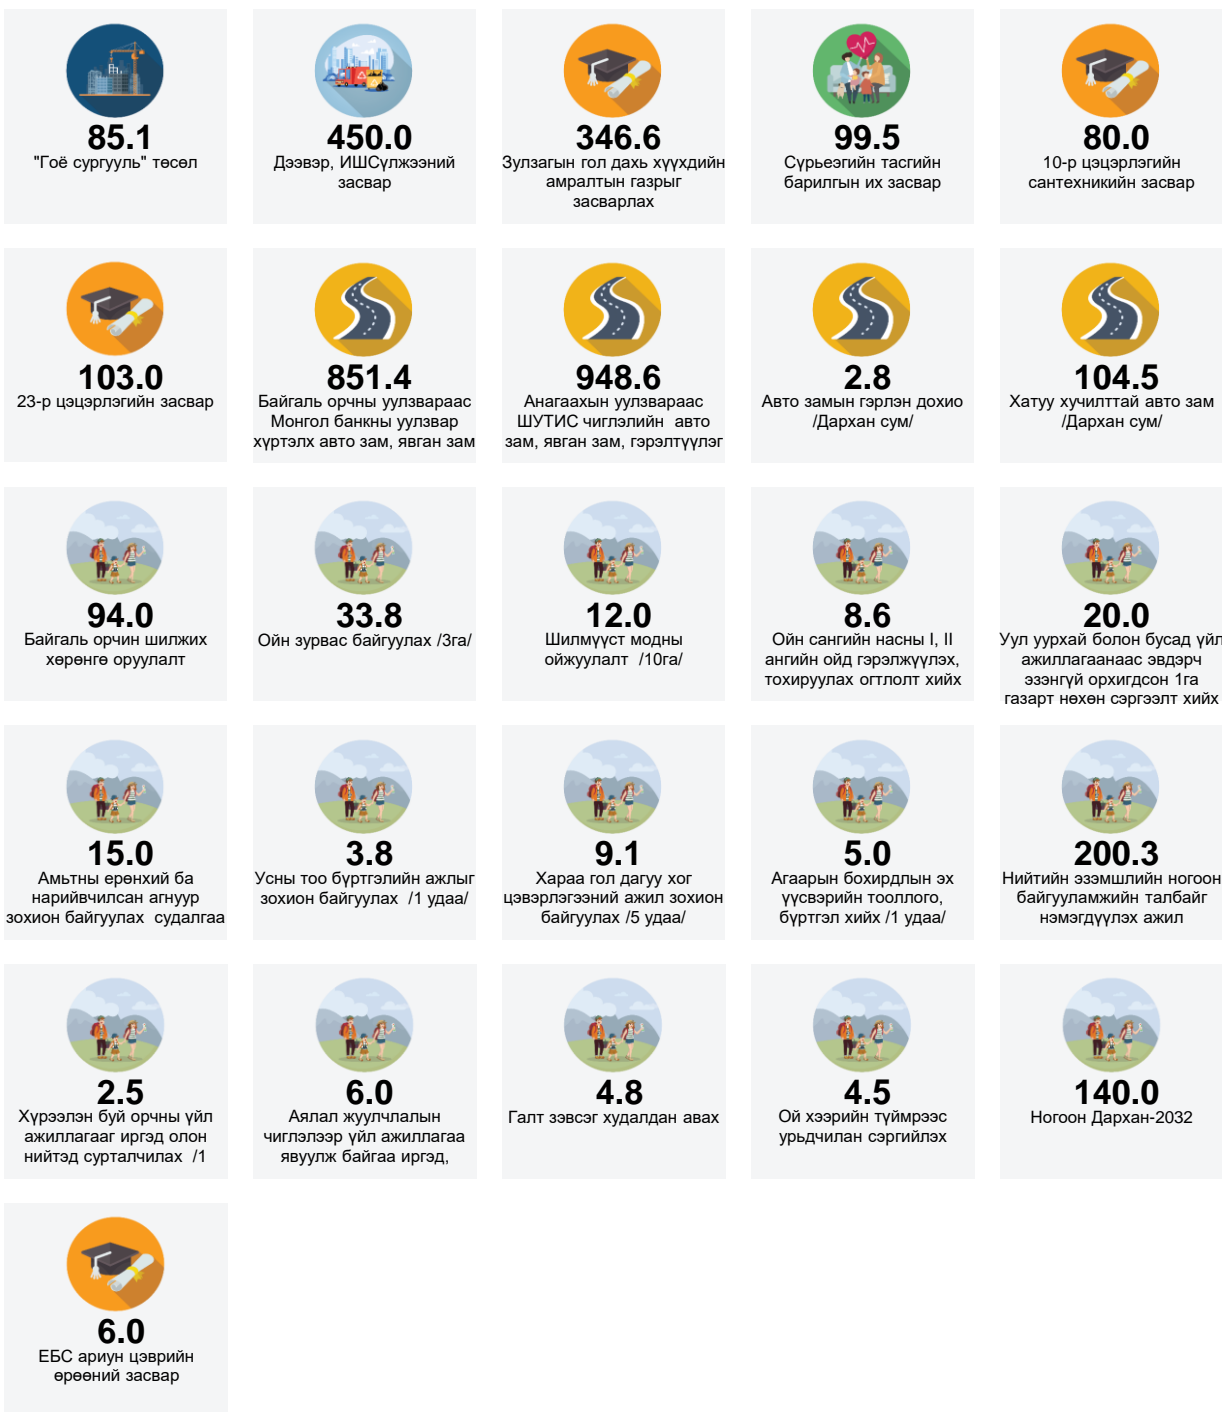 85.1
"Гоё сургууль" төсөл
450.0
Дээвэр, ИШСүлжээний
засвар
346.6
Зулзагын гол дахь хүүхдийн
амралтын газрыг
засварлах
99.5
Сүрьеэгийн тасгийн
барилгын их засвар
80.0
10-р цэцэрлэгийн
сантехникийн засвар
103.0
23-р цэцэрлэгийн засвар
851.4
Байгаль орчны уулзвараас
Монгол банкны уулзвар
хүртэлх авто зам, явган зам
948.6
Анагаахын уулзвараас
ШУТИС чиглэлийн авто
зам, явган зам, гэрэлтүүлэг
2.8
Авто замын гэрлэн дохио
/Дархан сум/
104.5
Хатуу хучилттай авто зам
/Дархан сум/
94.0
Байгаль орчин шилжих
хөрөнгө оруулалт
33.8
Ойн зурвас байгуулах /3га/
12.0
Шилмүүст модны
ойжуулалт /10га/
8.6
Ойн сангийн насны I, II
ангийн ойд гэрэлжүүлэх,
тохируулах огтлолт хийх
20.0
Уул уурхай болон бусад үйл
ажиллагаанаас эвдэрч
эзэнгүй орхигдсон 1га
газарт нөхөн сэргээлт хийх
15.0
Амьтны ерөнхий ба
нарийвчилсан агнуур
зохион байгуулах судалгаа
3.8
Усны тоо бүртгэлийн ажлыг
зохион байгуулах /1 удаа/
9.1
Хараа гол дагуу хог
цэвэрлэгээний ажил зохион
байгуулах /5 удаа/
5.0
Агаарын бохирдлын эх
үүсвэрийн тооллого,
бүртгэл хийх /1 удаа/
200.3
Нийтийн эзэмшлийн ногоон
байгууламжийн талбайг
нэмэгдүүлэх ажил
2.5
Хүрээлэн буй орчны үйл
ажиллагааг иргэд олон
нийтэд сурталчилах /1
6.0
Аялал жуулчлалын
чиглэлээр үйл ажиллагаа
явуулж байгаа иргэд,
4.8
Галт зэвсэг худалдан авах
4.5
Ой хээрийн түймрээс
урьдчилан сэргийлэх
140.0
Ногоон Дархан-2032
6.0
ЕБС ариун цэврийн
өрөөний засвар